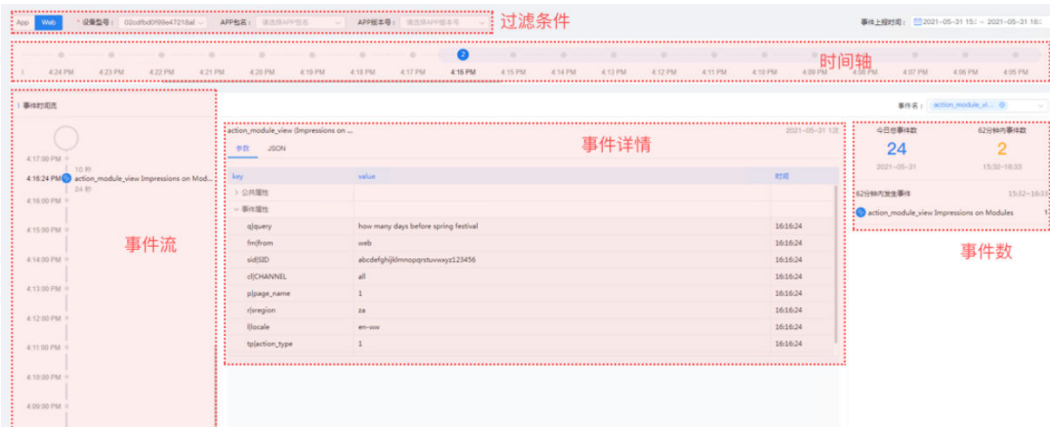 App Web * 设备型号： 02cdfbd0f99e47218al APP包名： 请选择APP包名 APP版本号： 请选择APP版本号 过滤条件 事件上报时间： 2021-05-31 15: ~ 2021-05-31 16:
2
时间轴
4:24 PM 4:23 PM 4:22 PM 4:21 PM 4:20 PM 4:19 PM 4:18 PM 4:17 PM 4:16 PM 4:15 PM 4:14 PM 4:13 PM 4:12 PM 4:11 PM 4:10 PM 4:09 PM 4:08 PM 4:07 PM 4:06 PM 4:05 PM
事件时间流
4:17:00 PM
10 秒
4:16:24 PM action_module_view Impressions on Mod...
24 秒
4:16:00 PM
4:15:00 PM
事件流
4:14:00 PM
4:13:00 PM
4:12:00 PM
4:11:00 PM
4:10:00 PM
4:09:00 PM
action_module_view (Impressions on ... 2021-05-31
事件详情
参数 JSON
key value 时间
公共属性
事件属性
q|query how many days before spring festival 16:16:24
fm|from web 16:16:24
sid|SID abcdefghijklmnopqrstuvwxyz123456 16:16:24
cl|CHANNEL all 16:16:24
p|page_name 1 16:16:24
r|sregion za 16:16:24
l|locale en-ww 16:16:24
tp|action_type 1 16:16:24
事件名： action_module_vi...
今日总事件数 62分钟内事件数
24 2
2021-05-31 15:32-16:33
62分钟内发生事件 15:32-16:33
action_module_view Impressions on Modules
事件数